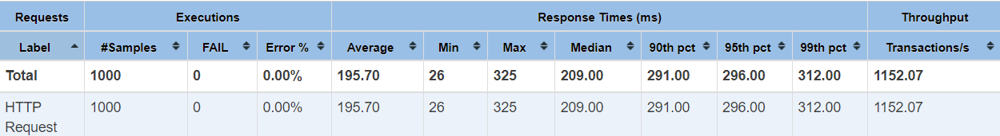 Requests Executions Response Times (ms) Throughput
Label #Samples FAIL Error % Average Min Max Median 90th pct 95th pct 99th pct Transactions/s
Total 1000 0 0.00% 195.70 26 325 209.00 291.00 296.00 312.00 1152.07
HTTP 1000 0 0.00% 195.70 26 325 209.00 291.00 296.00 312.00 1152.07
Request